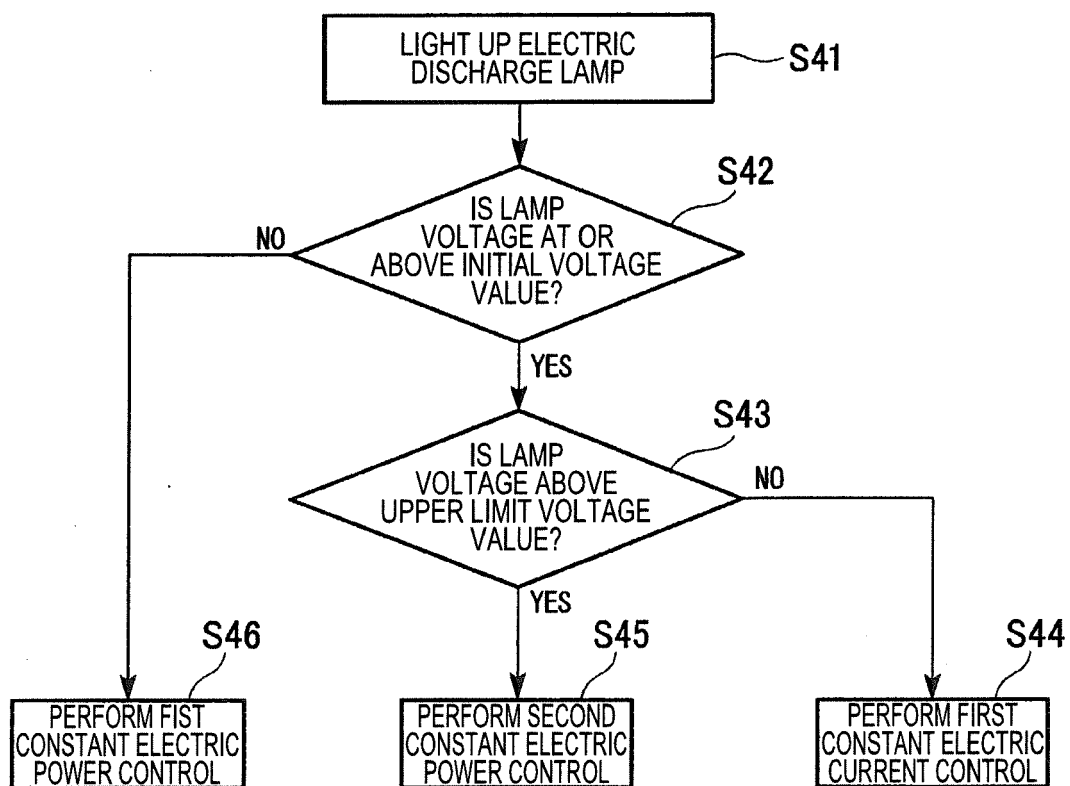 LIGHT UP ELECTRIC
DISCHARGE LAMP
S41
S42
IS LAMP
VOLTAGE AT OR
ABOVE INITIAL VOLTAGE
VALUE?
NO
YES
S43
IS LAMP
VOLTAGE ABOVE
UPPER LIMIT VOLTAGE
VALUE?
NO
YES
S46
PERFORM FIST
CONSTANT ELECTRIC
POWER CONTROL
S45
PERFORM SECOND
CONSTANT ELECTRIC
POWER CONTROL
S44
PERFORM FIRST
CONSTANT ELECTRIC
CURRENT CONTROL